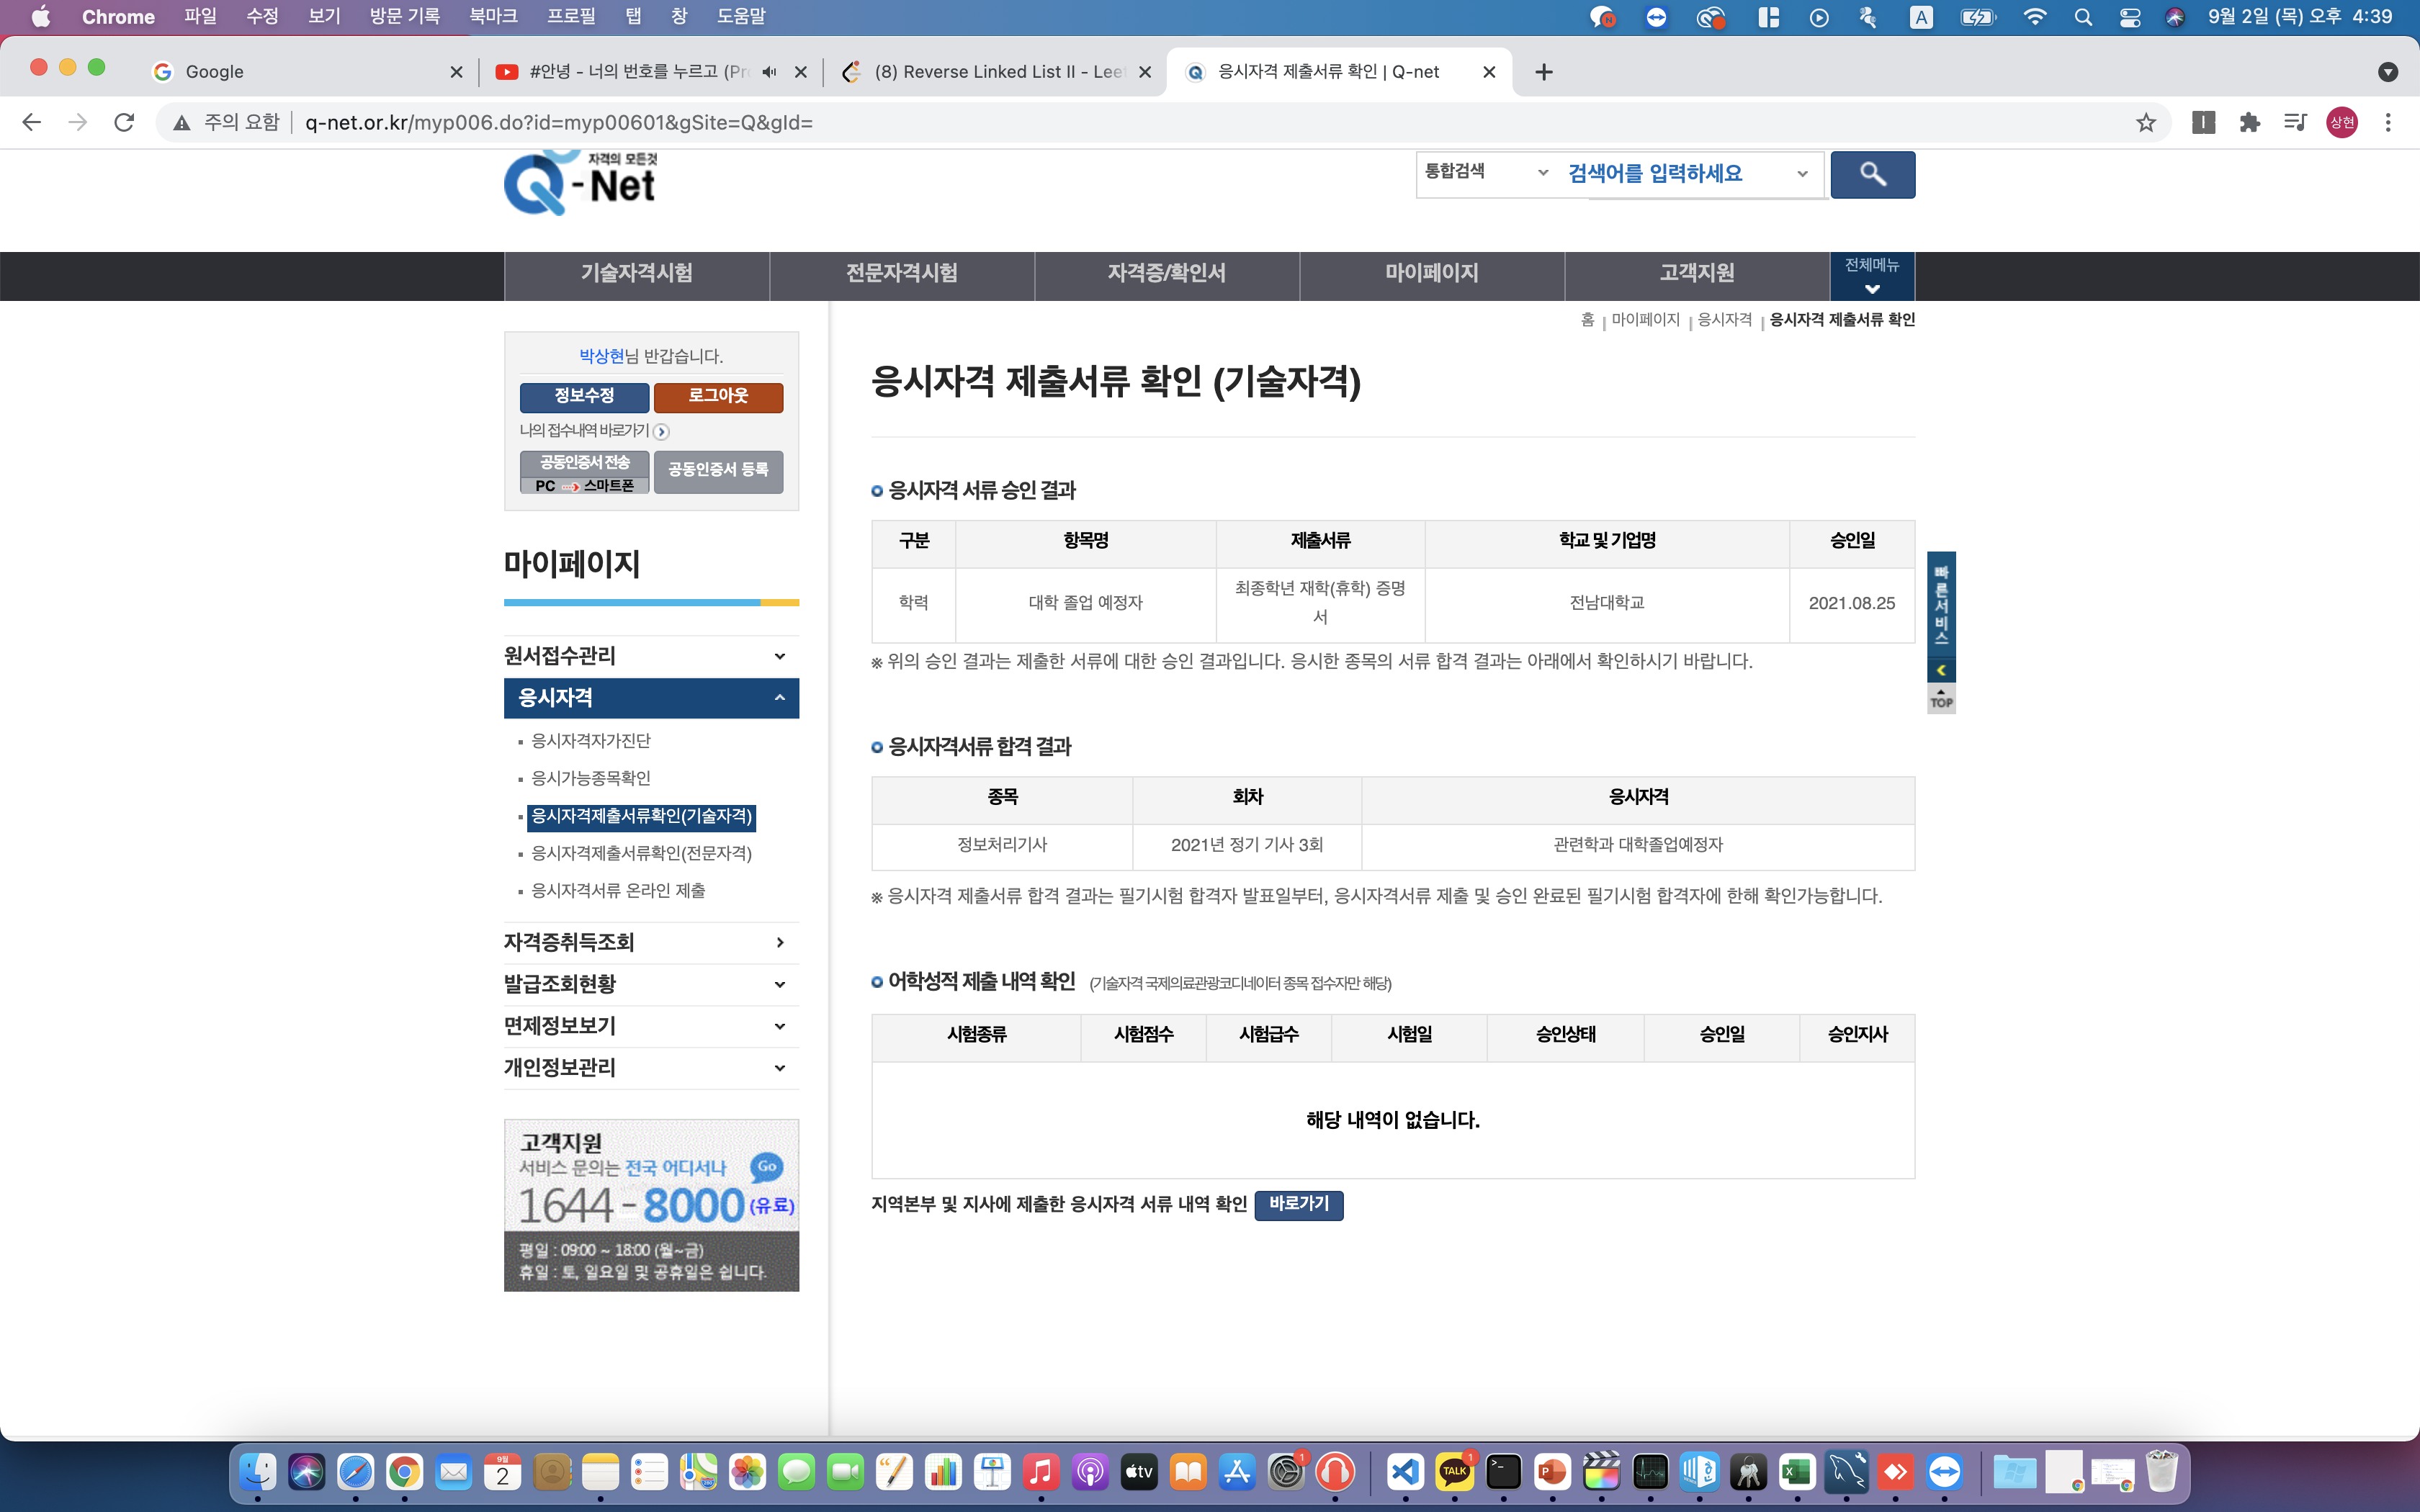 Chrome 파일 수정 보기 방문 기록 북마크 프로필 탭 창 도움말 A 9월 2일 (목) 오후 4:39
Google
#안녕 - 너의 번호를 누르고
(8) Reverse Linked List II - Lee
응시자격 제출서류 확인 | Q-net
주의 요함 q-net.or.kr/myp006.do?id=myp00601&gSite=Q&gId= 상현
자격의 모든것
Q-Net
통합검색 검색어를 입력하세요
기술자격시험 전문자격시험 자격증/확인서 마이페이지 고객지원 전체메뉴
홈 | 마이페이지 | 응시자격 | 응시자격 제출서류 확인
박상현님 반갑습니다.
정보수정 로그아웃
나의 접수내역 바로가기
공동인증서 전송
PC 스마트폰
공동인증서 등록
마이페이지
원서접수관리
응시자격
응시자격자가진단
응시가능종목확인
응시자격제출서류확인(기술자격)
응시자격제출서류확인(전문자격)
응시자격서류 온라인 제출
자격증취득조회
발급조회현황
면제정보보기
개인정보관리
고객지원
서비스 문의는 전국 어디서나 Go
1644-8000(유료)
평일 : 09:00 ~ 18:00 (월~금)
휴일 : 토, 일요일 및 공휴일은 쉽니다.
응시자격 제출서류 확인 (기술자격)
응시자격 서류 승인 결과
구분 항목명 제출서류 학교 및 기업명 승인일
학력 대학 졸업 예정자 최종학년 재학(휴학) 증명
서 전남대학교 2021.08.25
※ 위의 승인 결과는 제출한 서류에 대한 승인 결과입니다. 응시한 종목의 서류 합격 결과는 아래에서 확인하시기 바랍니다.
응시자격서류 합격 결과
종목 회차 응시자격
정보처리기사 2021년 정기 기사 3회 관련학과 대학졸업예정자
※ 응시자격 제출서류 합격 결과는 필기시험 합격자 발표일부터, 응시자격서류 제출 및 승인 완료된 필기시험 합격자에 한해 확인가능합니다.
어학성적 제출 내역 확인 (기술자격 국제의료관광코디네이터 종목 접수자만 해당)
시험종류 시험점수 시험급수 시험일 승인상태 승인일 승인지사
해당 내역이 없습니다.
지역본부 및 지사에 제출한 응시자격 서류 내역 확인 바로가기
빠른서비스
TOP
9월
2
tv
1
TALK
1